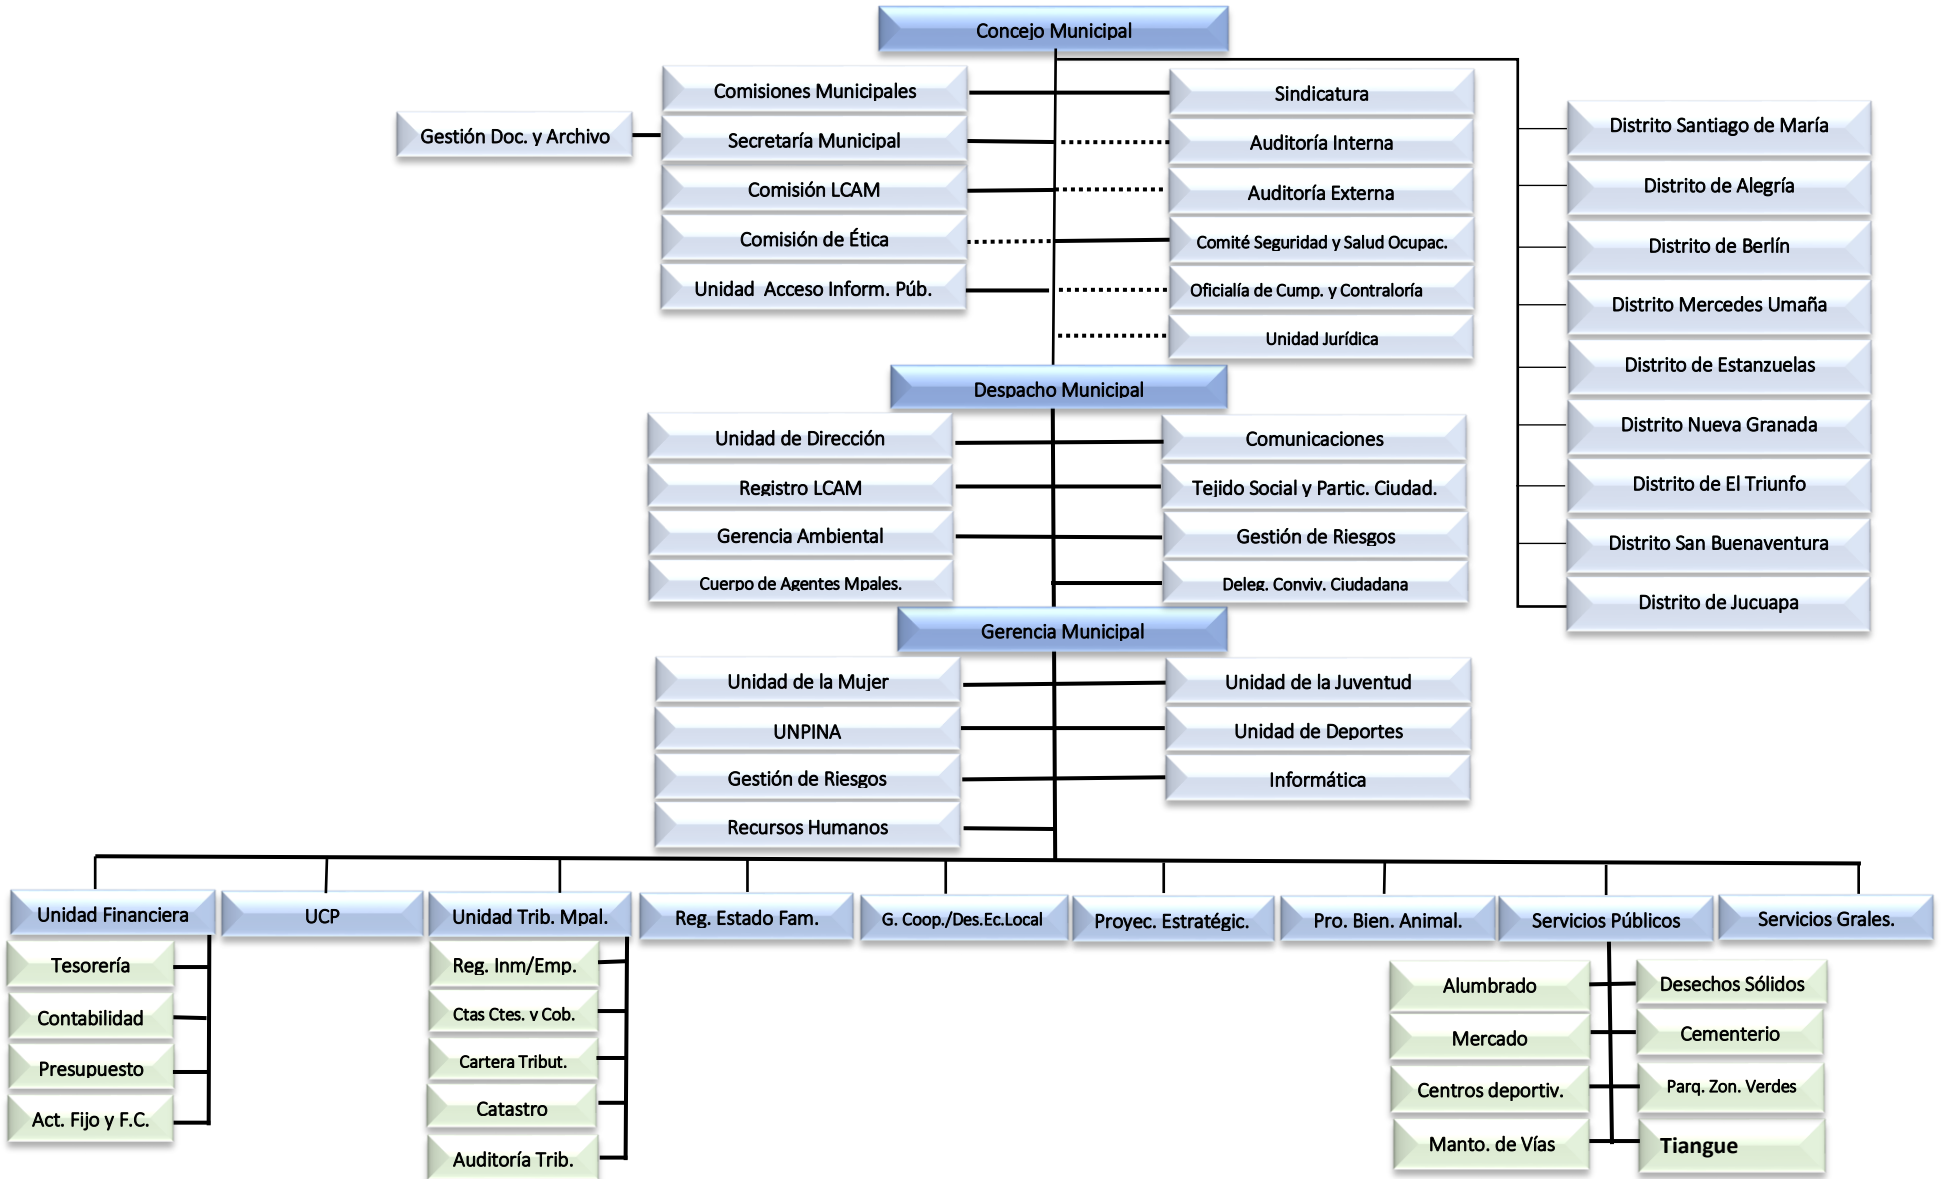 Concejo Municipal
Comisiones Municipales
Sindicatura
Gestión Doc. y Archivo
Secretaría Municipal
Auditoría Interna
Comisión LCAM
Auditoría Externa
Comisión de Ética
Comité Seguridad y Salud Ocupac.
Unidad Acceso Inform. Púb.
Oficialía de Cump. y Contraloría
Unidad Jurídica
Distrito Santiago de María
Distrito de Alegría
Distrito de Berlín
Distrito Mercedes Umaña
Distrito de Estanzuelas
Distrito Nueva Granada
Distrito de El Triunfo
Distrito San Buenaventura
Distrito de Jucuapa
Despacho Municipal
Unidad de Dirección
Comunicaciones
Registro LCAM
Tejido Social y Partic. Ciudad.
Gerencia Ambiental
Gestión de Riesgos
Cuerpo de Agentes Mpales.
Deleg. Conviv. Ciudadana
Gerencia Municipal
Unidad de la Mujer
Unidad de la Juventud
UNPINA
Unidad de Deportes
Gestión de Riesgos
Informática
Recursos Humanos
Unidad Financiera
UCP
Unidad Trib. Mpal.
Reg. Estado Fam.
G. Coop./Des.Ec.Local
Proyec. Estratégic.
Pro. Bien. Animal.
Servicios Públicos
Servicios Grales.
Tesorería
Contabilidad
Presupuesto
Act. Fijo y F.C.
Reg. Inm/Emp.
Ctas Ctes. y Cob.
Cartera Tribut.
Catastro
Auditoría Trib.
Alumbrado
Desechos Sólidos
Mercado
Cementerio
Centros deportiv.
Parq. Zon. Verdes
Manto. de Vías
Tiangue